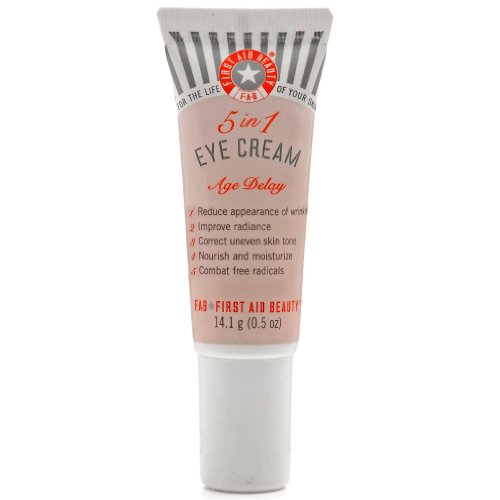 FIRST AID BEAUTY
FAB
FOR THE LIFE OF YOUR SKIN
5 in 1
EYE CREAM
Age Delay
1 Reduce appearance of wrinkle
2 Improve radiance
3 Correct uneven skin tone
4 Nourish and moisturize
5 Combat free radicals
FAB FIRST AID BEAUTY
14.1 g (0.5 oz)